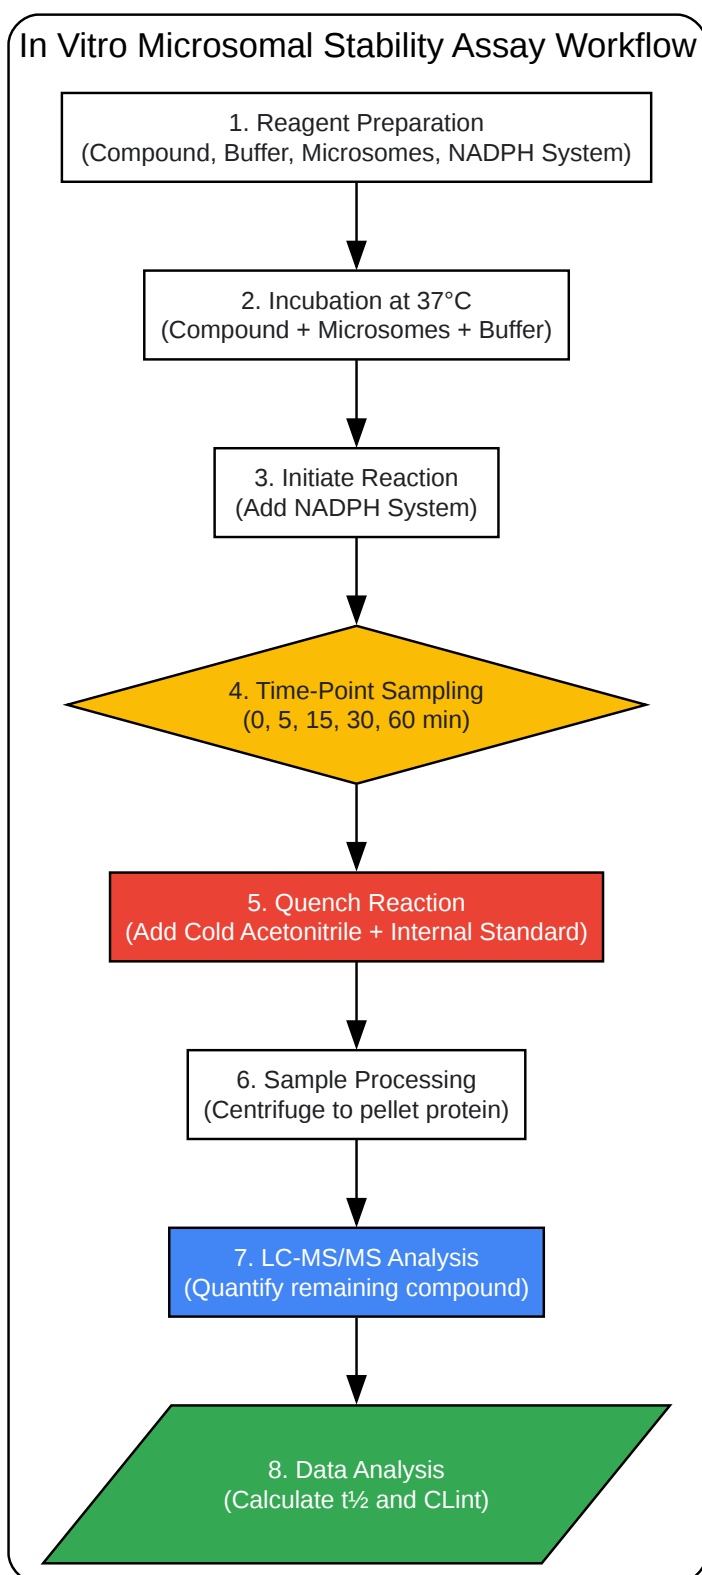 In Vitro Microsomal Stability Assay Workflow
1. Reagent Preparation
(Compound, Buffer, Microsomes, NADPH System)
2. Incubation at 37°C
(Compound + Microsomes + Buffer)
3. Initiate Reaction
(Add NADPH System)
4. Time-Point Sampling
(0, 5, 15, 30, 60 min)
5. Quench Reaction
(Add Cold Acetonitrile + Internal Standard)
6. Sample Processing
(Centrifuge to pellet protein)
7. LC-MS/MS Analysis
(Quantify remaining compound)
8. Data Analysis
(Calculate t½ and CLint)